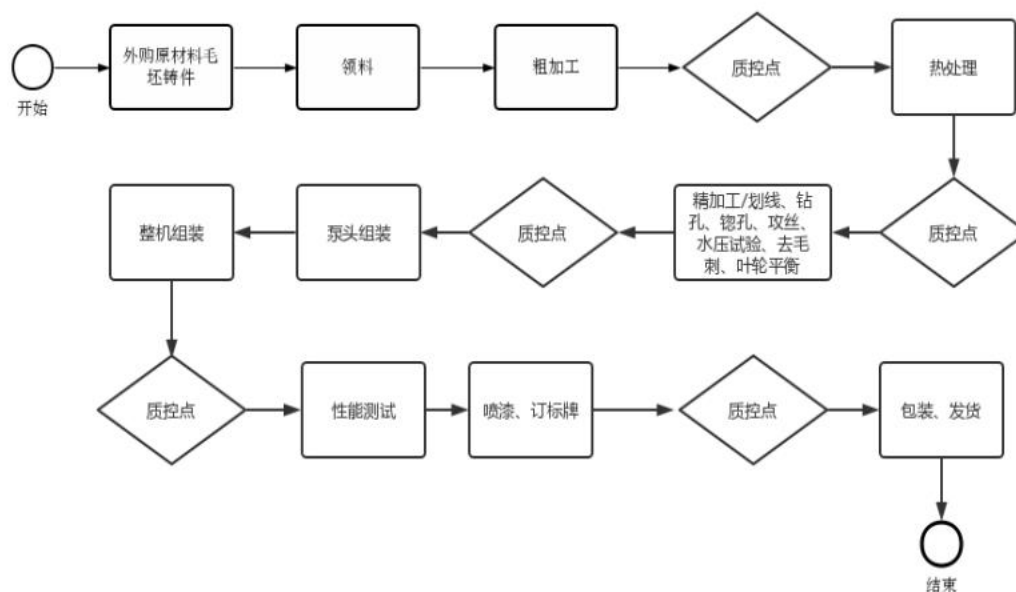 外购原材料毛
坯铸件
领料
粗加工
质控点
热处理
开始
整机组装
泵头组装
质控点
精加工/划线、钻
孔、锪孔、攻丝、
水压试验、去毛
刺、叶轮平衡
质控点
质控点
性能测试
喷漆、订标牌
质控点
包装、发货
结束